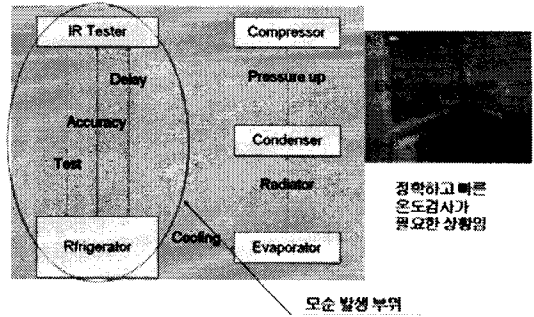 IR Tester
Compressor
Delay
Pressure up
Accuracy
Condenser
Test
Radiator
Rfrigerator
Cooling
Evaporator
정확하고 빠른
온도검사가
필요한 상황임
모순 발생 부위